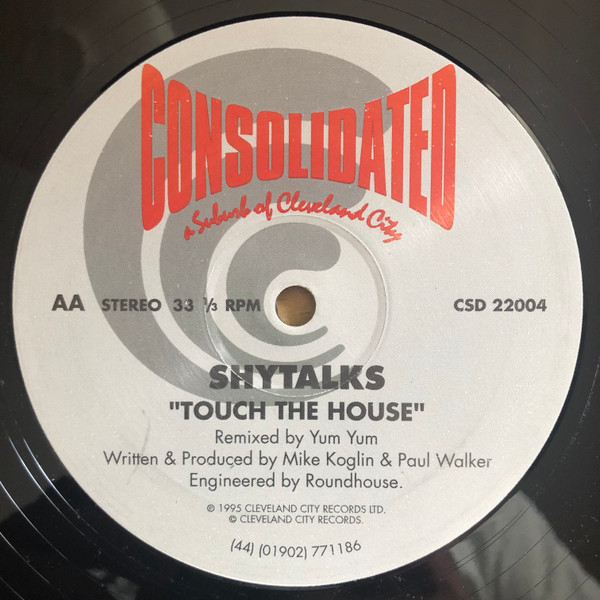 CONSOLIDATED
a Suburb of Cleveland City
AA STEREO 33 ⅓ RPM CSD 22004
SHYTALKS
"TOUCH THE HOUSE"
Remixed by Yum Yum
Written & Produced by Mike Koglin & Paul Walker
Engineered by Roundhouse.
℗ 1995 CLEVELAND CITY RECORDS LTD.
© CLEVELAND CITY RECORDS.
(44) (01902) 771186